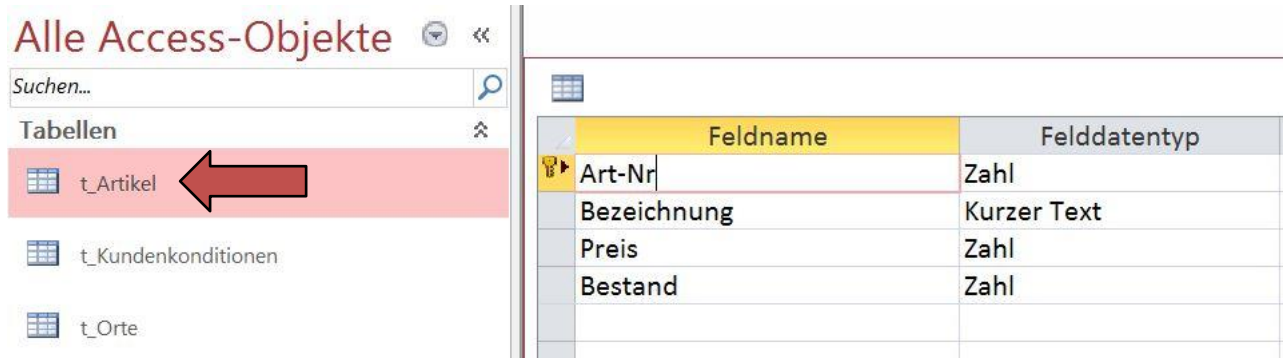 Alle Access-Objekte
Suchen...
Tabellen
t_Artikel
t_Kundenkonditionen
t_Orte
Feldname Felddatentyp
Art-Nr Zahl
Bezeichnung Kurzer Text
Preis Zahl
Bestand Zahl